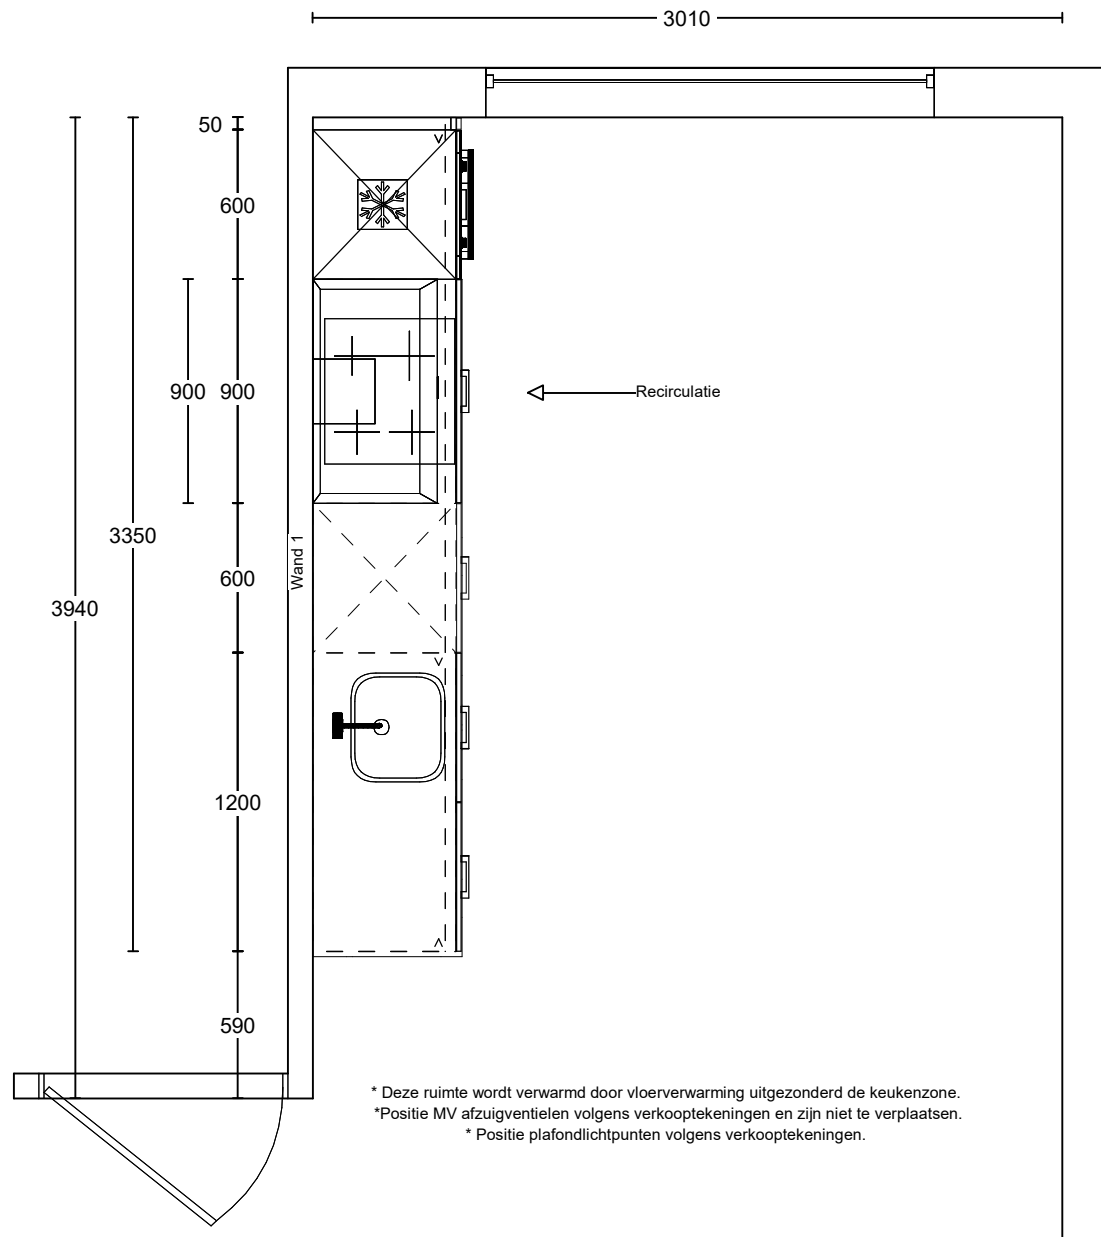 3010
50
600
900 900
Recirculatie
3350
Wand 1
600
3940
1200
590
* Deze ruimte wordt verwarmd door vloerverwarming uitgezonderd de keukenzone.
*Positie MV afzuigventielen volgens verkooptekeningen en zijn niet te verplaatsen.
* Positie plafondlichtpunten volgens verkooptekeningen.